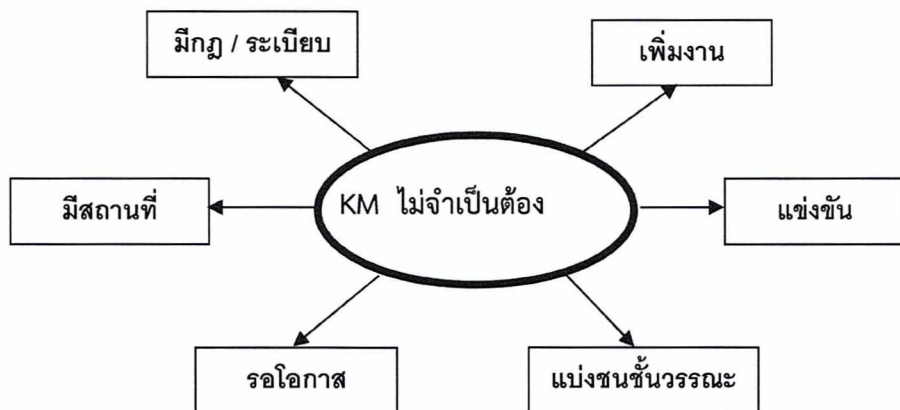 มีกฎ / ระเบียบ
เพิ่มงาน
มีสถานที่
KM ไม่จำเป็นต้อง
แข่งขัน
รอโอกาส
แบ่งชนชั้นวรรณะ